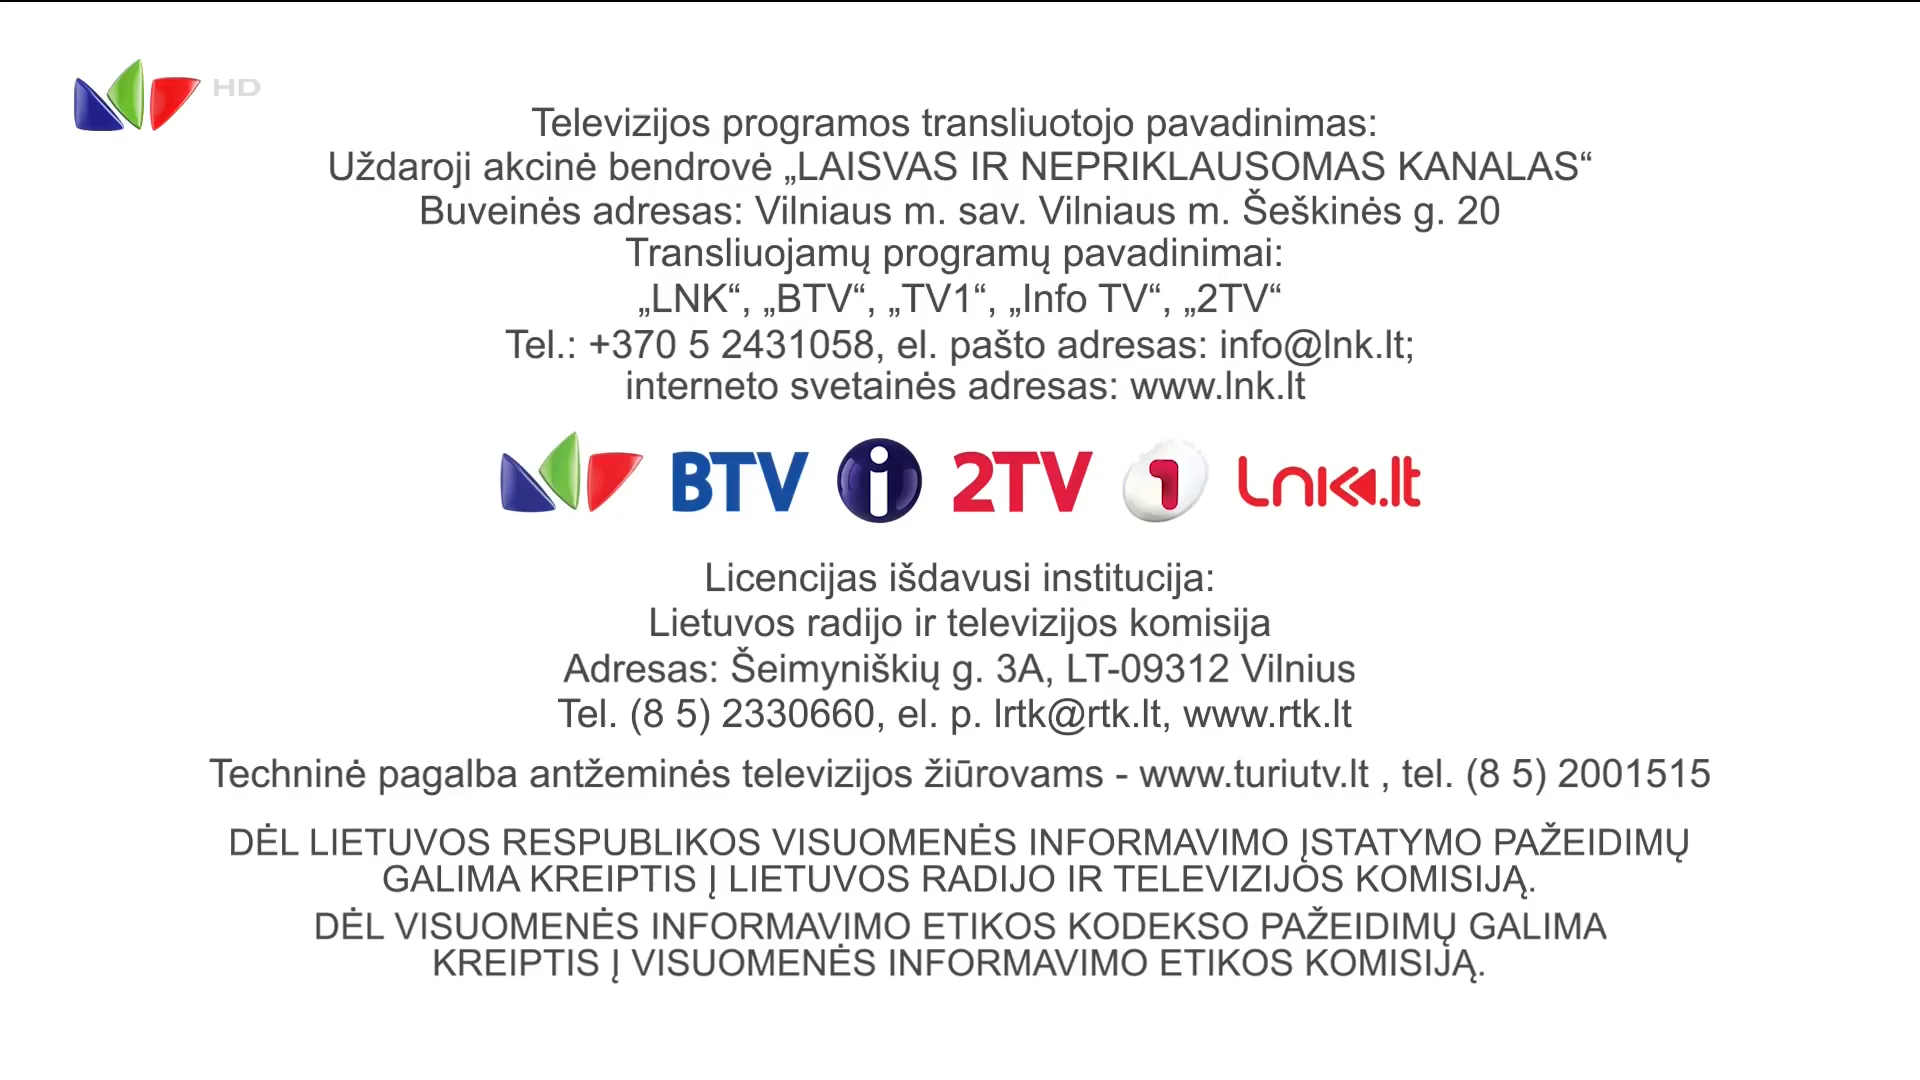 HD
Televizijos programos transliuotojo pavadinimas:
Uždaroji akcinė bendrovė „LAISVAS IR NEPRIKLAUSOMAS KANALAS“
Buveinės adresas: Vilniaus m. sav. Vilniaus m. Šeškinės g. 20
Transliuojamų programų pavadinimai:
„LNK“, „BTV“, „TV1“, „Info TV“, „2TV“
Tel.: +370 5 2431058, el. pašto adresas: info@lnk.lt;
interneto svetainės adresas: www.lnk.lt
BTV i 2TV 1 lnk.lt
Licencijas išdavusi institucija:
Lietuvos radijo ir televizijos komisija
Adresas: Šeimyniškių g. 3A, LT-09312 Vilnius
Tel. (8 5) 2330660, el. p. lrtk@rtk.lt, www.rtk.lt
Techninė pagalba antžeminės televizijos žiūrovams - www.turiutv.lt , tel. (8 5) 2001515
DĖL LIETUVOS RESPUBLIKOS VISUOMENĖS INFORMAVIMO ĮSTATYMO PAŽEIDIMŲ
GALIMA KREIPTIS Į LIETUVOS RADIJO IR TELEVIZIJOS KOMISIJĄ.
DĖL VISUOMENĖS INFORMAVIMO ETIKOS KODEKSO PAŽEIDIMŲ GALIMA
KREIPTIS Į VISUOMENĖS INFORMAVIMO ETIKOS KOMISIJĄ.